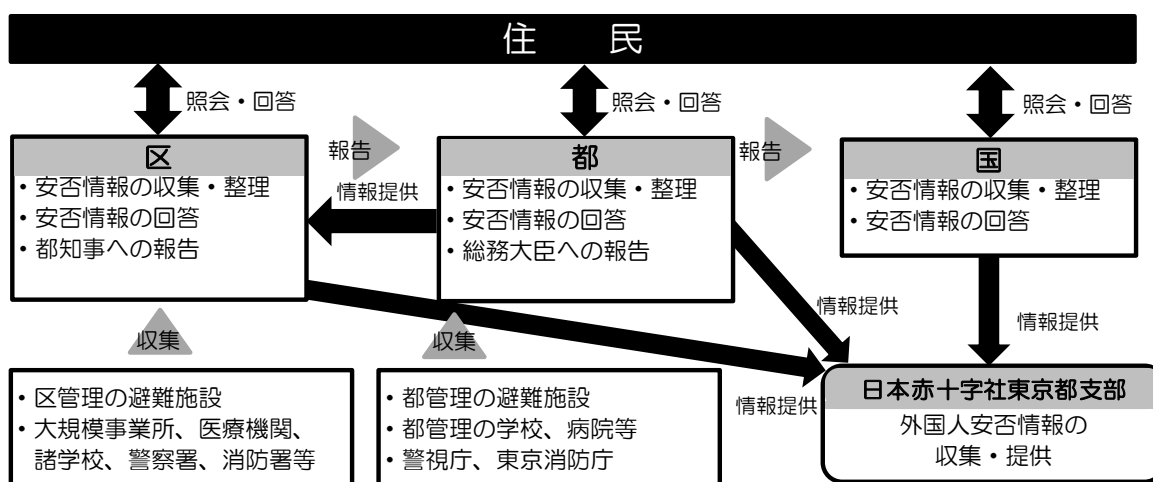 住 民
照会・回答
照会・回答
照会・回答
区
・安否情報の収集・整理
・安否情報の回答
・都知事への報告
報告
情報提供
都
・安否情報の収集・整理
・安否情報の回答
・総務大臣への報告
報告
国
・安否情報の収集・整理
・安否情報の回答
収集
収集
情報提供
情報提供
情報提供
・区管理の避難施設
・大規模事業所、医療機関、
諸学校、警察署、消防署等
・都管理の避難施設
・都管理の学校、病院等
・警視庁、東京消防庁
日本赤十字社東京都支部
外国人安否情報の
収集・提供